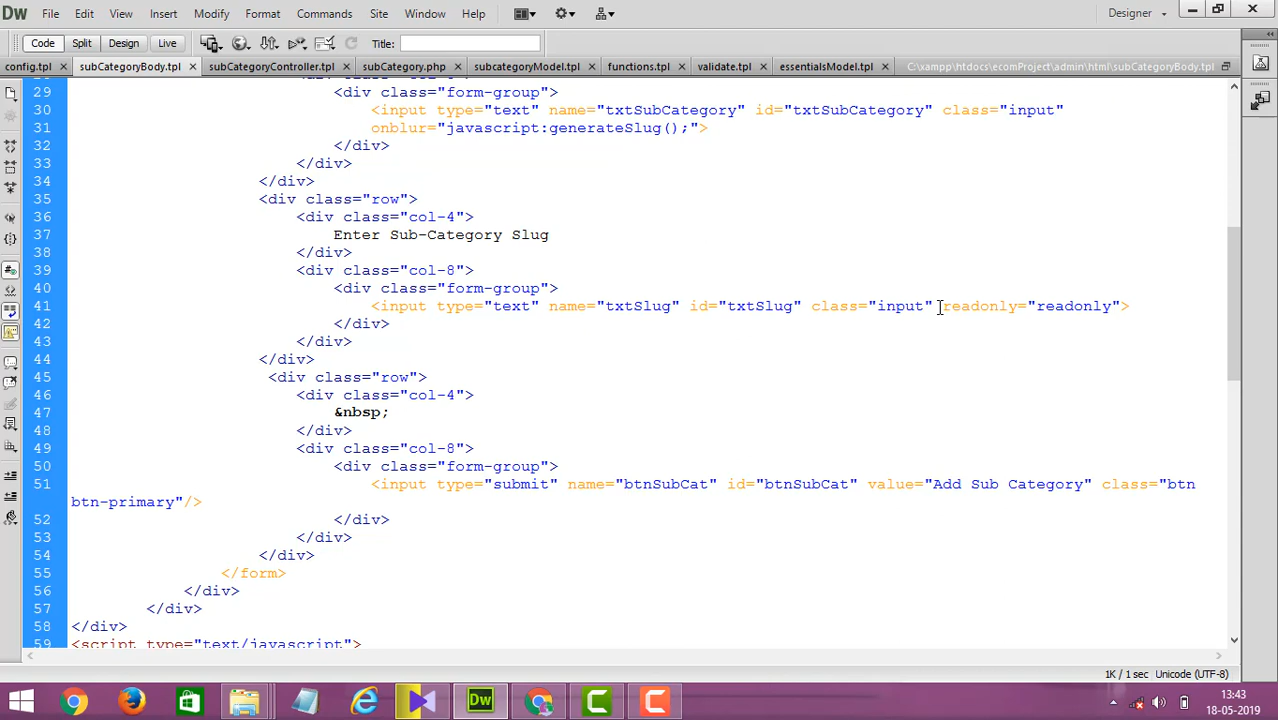 Dw File Edit View Insert Modify Format Commands Site Window Help Designer
Code Split Design Live Title:
config.tpl × subCategoryBody.tpl × subCategoryController.tpl × subCategory.php × subcategoryModel.tpl × functions.tpl × validate.tpl × essentialsModel.tpl × C:\xampp\htdocs\ecomProject\admin\html\subCategoryBody.tpl
29 <div class="form-group">
30 <input type="text" name="txtSubCategory" id="txtSubCategory" class="input"
31 onblur="javascript:generateSlug();">
32 </div>
33 </div>
34 </div>
35 <div class="row">
36 <div class="col-4">
37 Enter Sub-Category Slug
38 </div>
39 <div class="col-8">
40 <div class="form-group">
41 <input type="text" name="txtSlug" id="txtSlug" class="input" readonly="readonly">
42 </div>
43 </div>
44 </div>
45 <div class="row">
46 <div class="col-4">
47 &nbsp;
48 </div>
49 <div class="col-8">
50 <div class="form-group">
51 <input type="submit" name="btnSubCat" id="btnSubCat" value="Add Sub Category" class="btn
btn-primary"/>
52 </div>
53 </div>
54 </div>
55 </form>
56 </div>
57 </div>
58 </div>
59 <script type="text/javascript">
1K / 1 sec Unicode (UTF-8)
Dw
13:43
18-05-2019